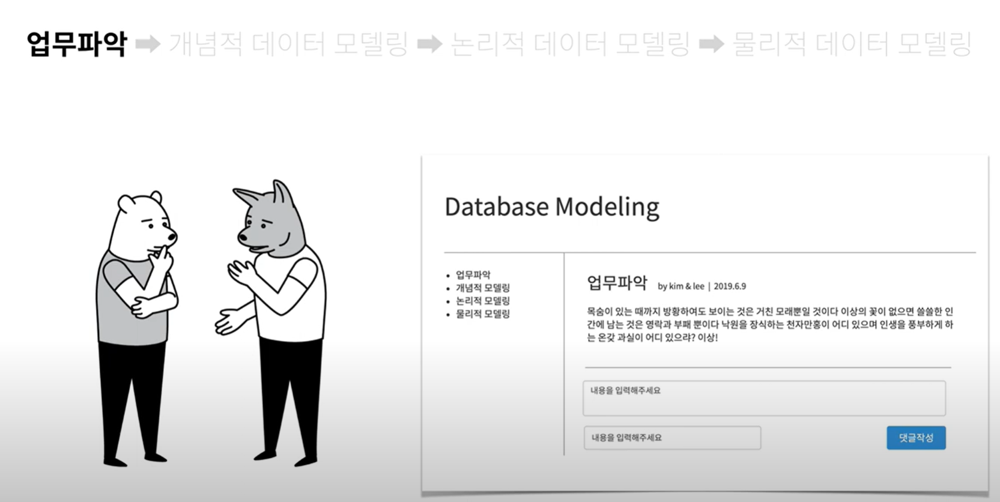 업무파악 ➡ 개념적 데이터 모델링 ➡ 논리적 데이터 모델링 ➡ 물리적 데이터 모델링
Database Modeling
• 업무파악
• 개념적 모델링
• 논리적 모델링
• 물리적 모델링
업무파악 by kim & lee | 2019.6.9
목숨이 있는 때까지 방황하여도 보이는 것은 거친 모래뿐일 것이다 이상의 꽃이 없으면 쓸쓸한 인
간에 남는 것은 영락과 부패 뿐이다 낙원을 장식하는 천자만홍이 어디 있으며 인생을 풍부하게 하
는 온갖 과실이 어디 있으랴? 이상!
내용을 입력해주세요
내용을 입력해주세요
댓글작성